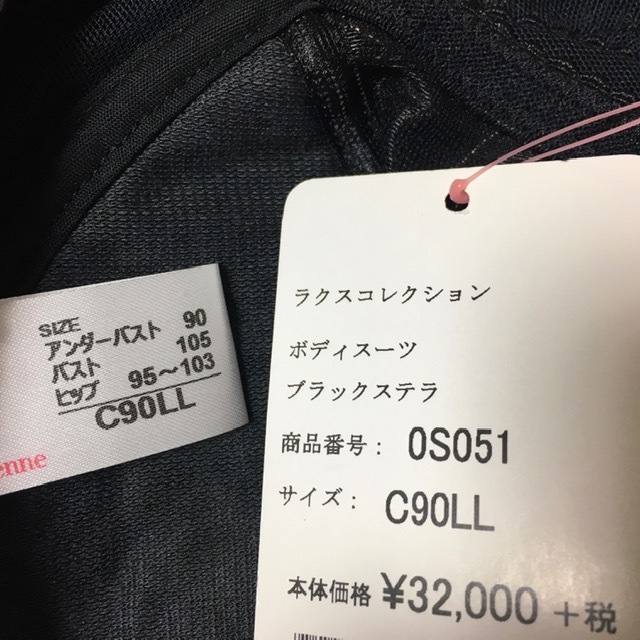 SIZE
アンダーバスト 90
バスト 105
ヒップ 95～103
C90LL
enne
ラクスコレクション
ボディスーツ
ブラックステラ
商品番号： 0S051
サイズ： C90LL
本体価格 ¥32,000 +税